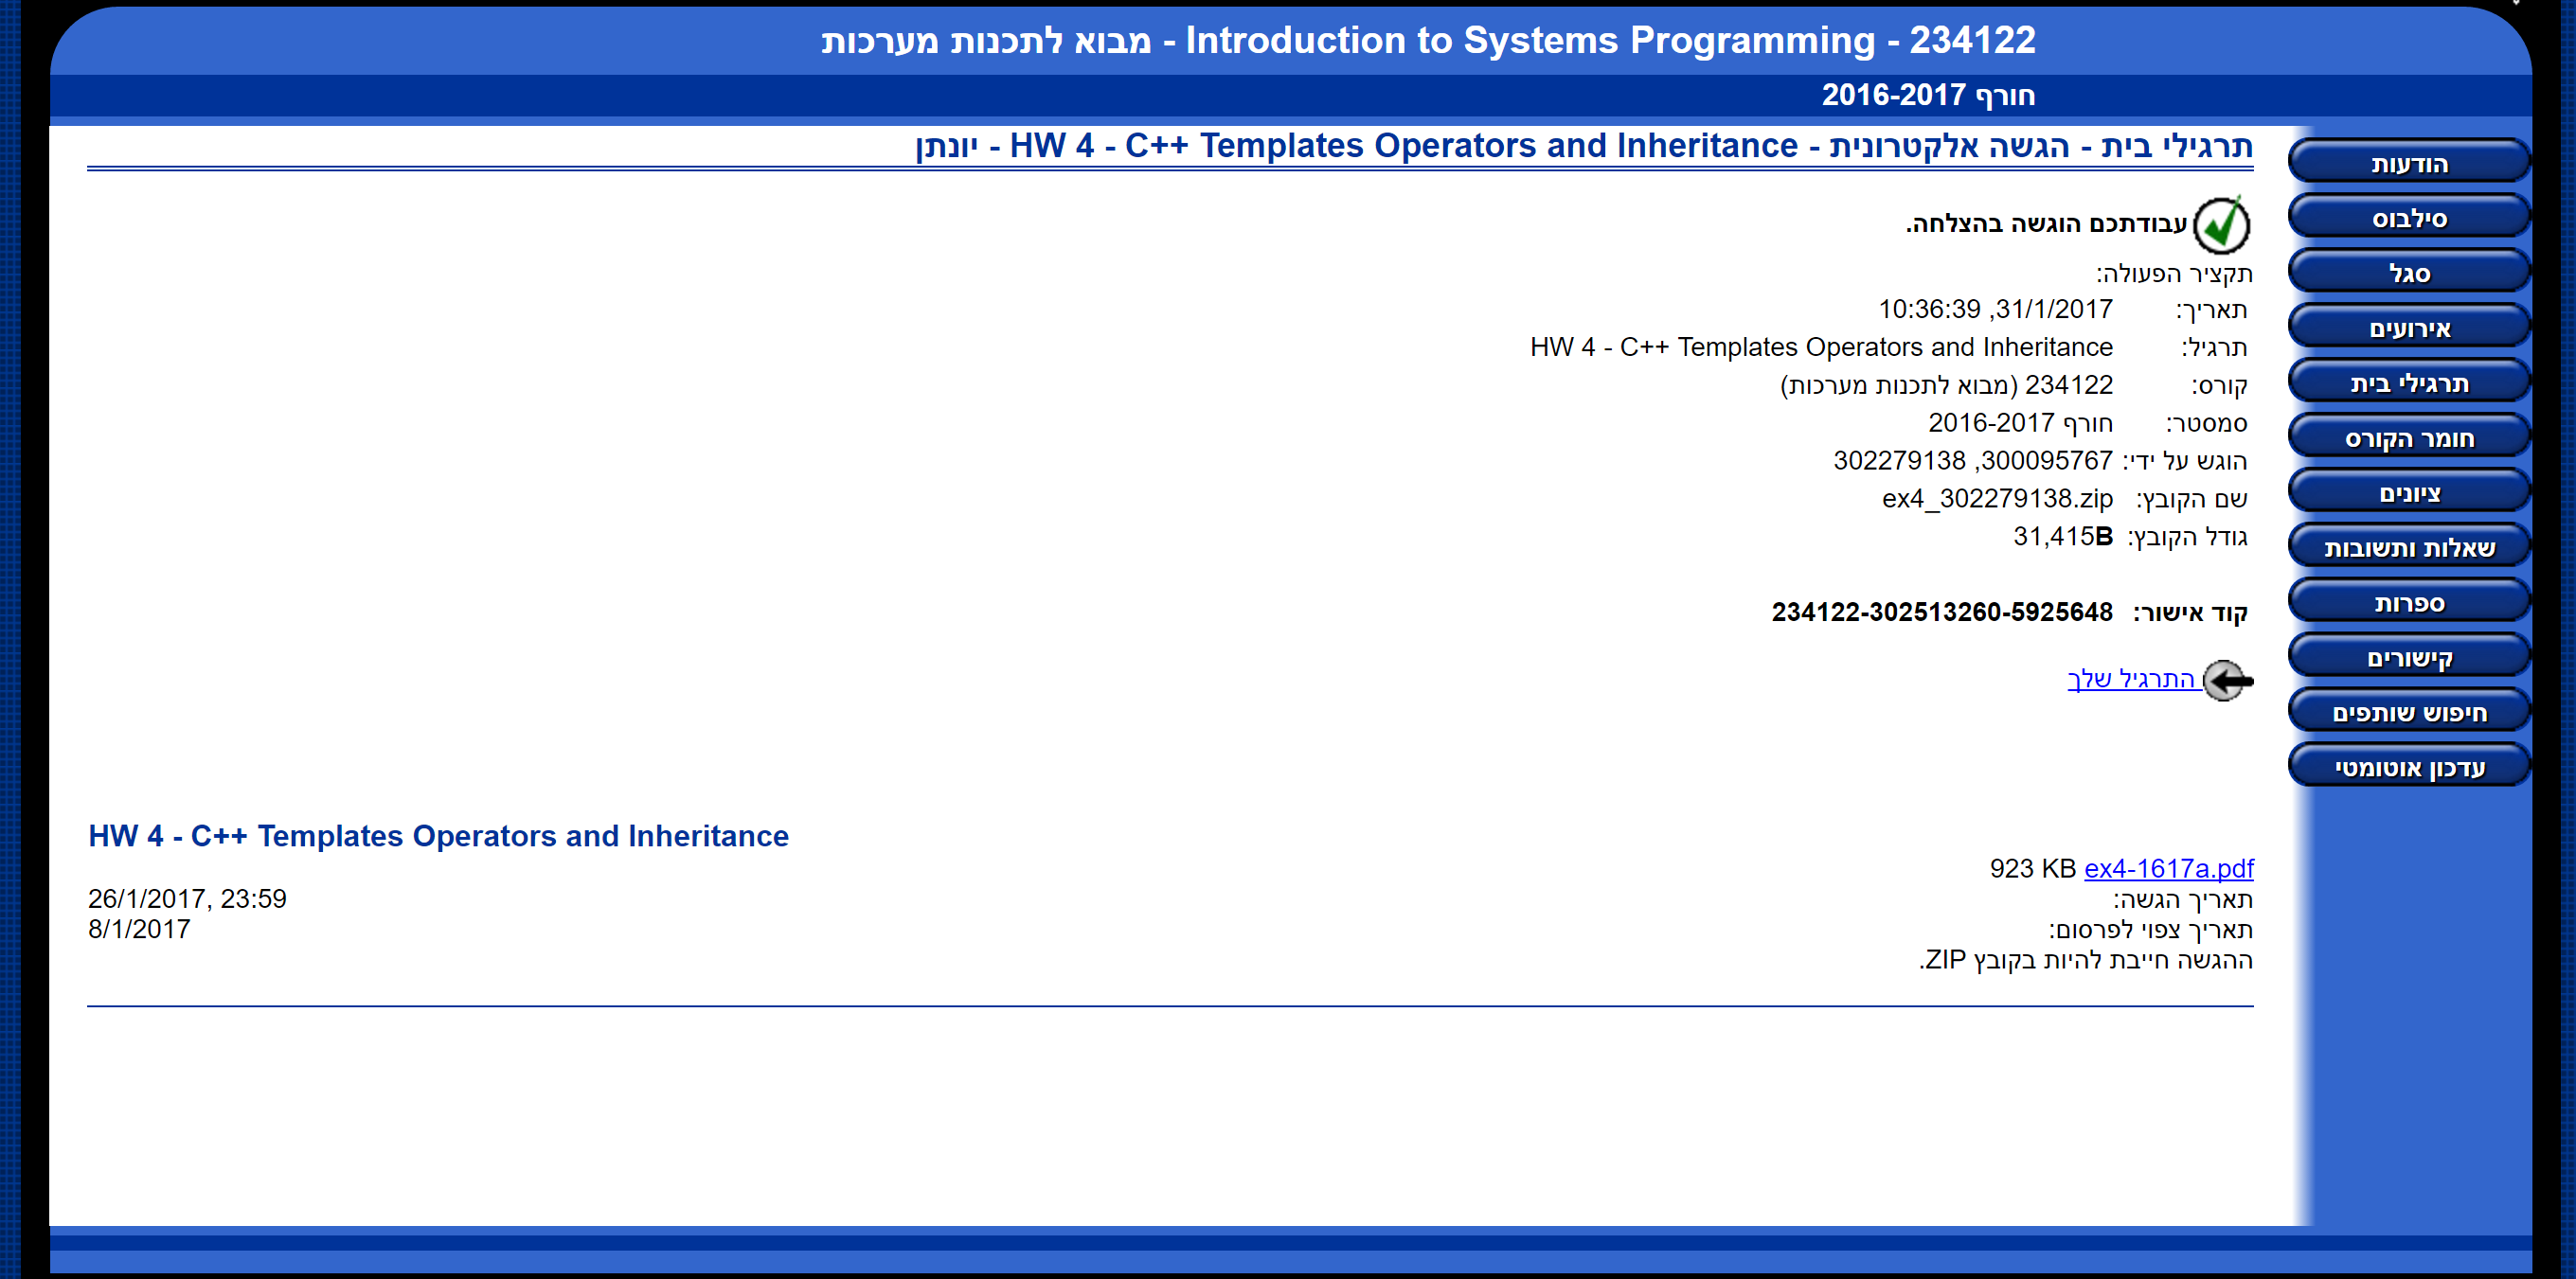 234122 - Introduction to Systems Programming - מבוא לתכנות מערכות
חורף 2016-2017
תרגילי בית - הגשה אלקטרונית - HW 4 - C++ Templates Operators and Inheritance - יונתן
הודעות
סילבוס
סגל
אירועים
תרגילי בית
חומר הקורס
ציונים
שאלות ותשובות
ספרות
קישורים
חיפוש שותפים
עדכון אוטומטי
עבודתכם הוגשה בהצלחה.
תקציר הפעולה:
תאריך: 31/1/2017, 10:36:39
תרגיל: HW 4 - C++ Templates Operators and Inheritance
קורס: 234122 (מבוא לתכנות מערכות)
סמסטר: חורף 2016-2017
הוגש על ידי: 300095767, 302279138
שם הקובץ: ex4_302279138.zip
גודל הקובץ: 31,415B
קוד אישור: 234122-302513260-5925648
התרגיל שלך
HW 4 - C++ Templates Operators and Inheritance
ex4-1617a.pdf 923 KB
תאריך הגשה: 26/1/2017, 23:59
תאריך צפוי לפרסום: 8/1/2017
ההגשה חייבת להיות בקובץ ZIP.